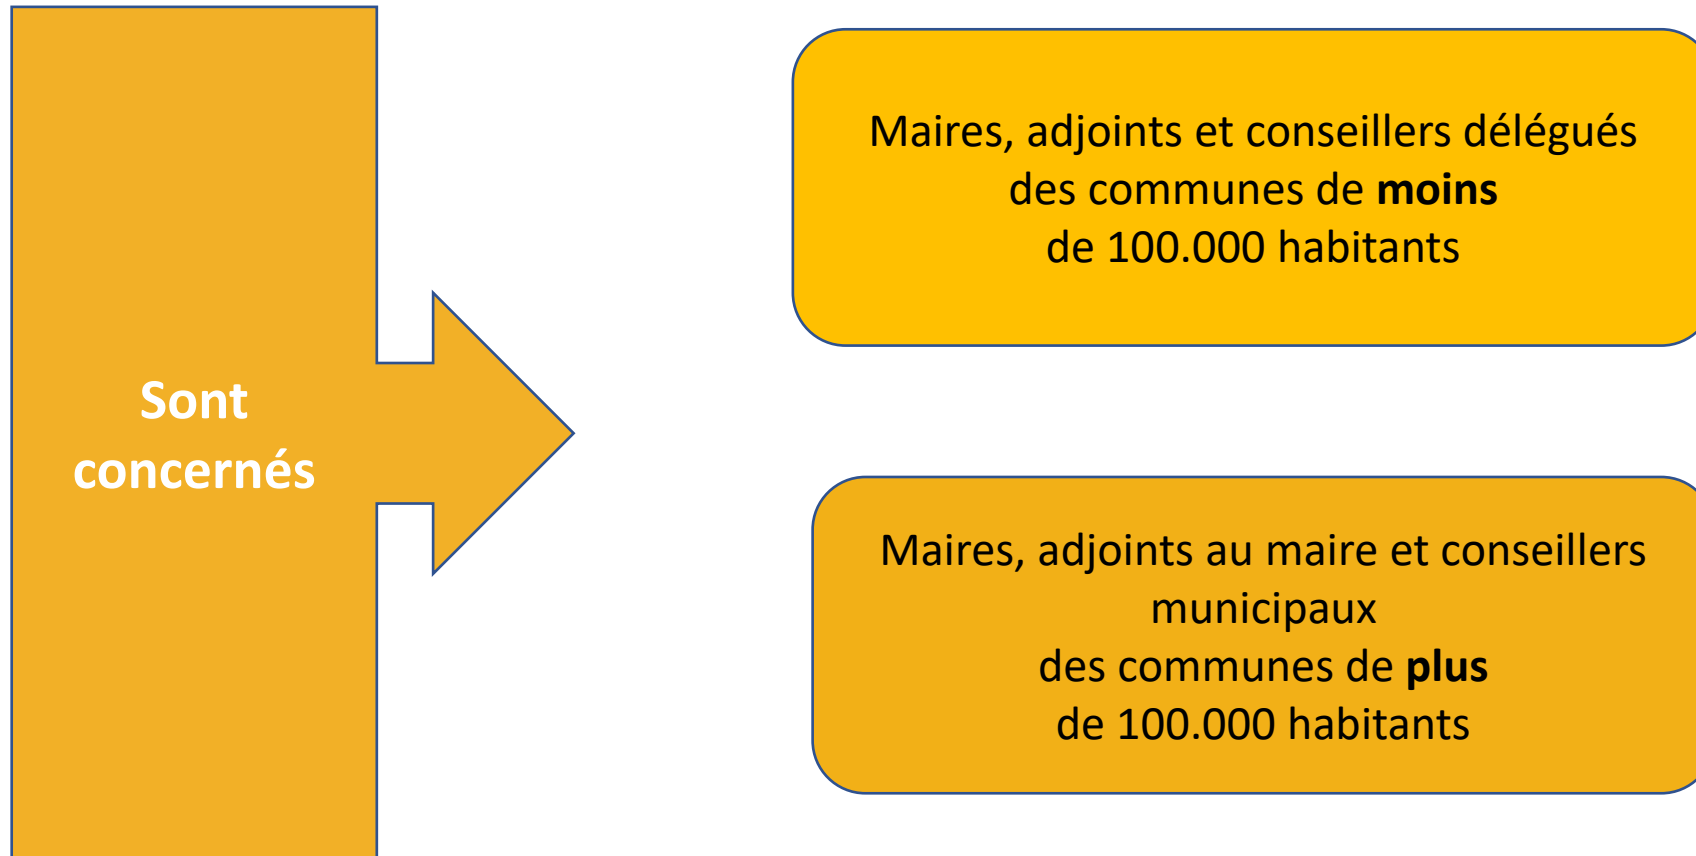 Sont
concernés
Maires, adjoints et conseillers délégués
des communes de moins
de 100.000 habitants
Maires, adjoints au maire et conseillers
municipaux
des communes de plus
de 100.000 habitants